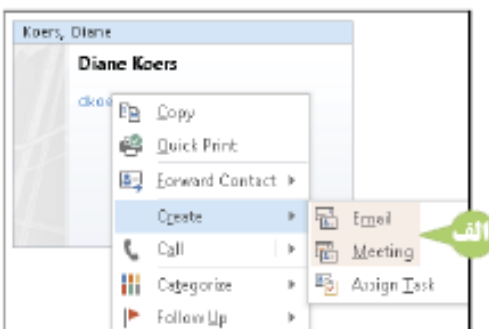 Koers, Diane
Diane Koers
dkoe
Copy
Quick Print
Forward Contact
Create
Email
Call
Meeting
Categorize
Assign Task
Follow Up
الف